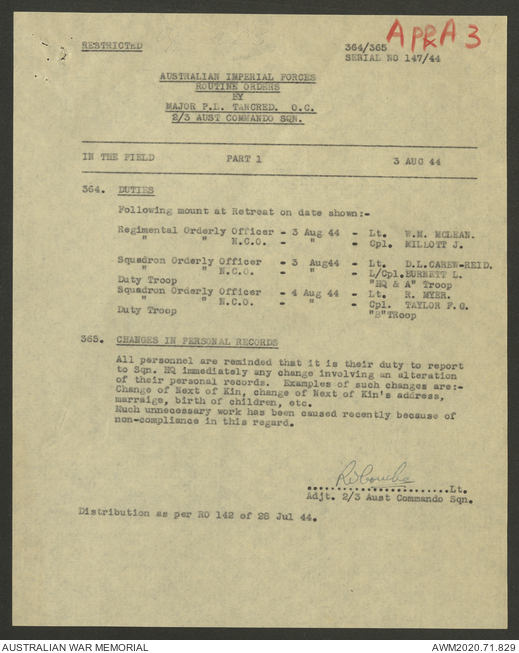 RESTRICTED
APPX A 3
364/365
SERIAL NO 147/44
AUSTRALIAN IMPERIAL FORCES
ROUTINE ORDERS
BY
MAJOR P.L. TANCRED. O.C.
2/3 AUST COMMANDO SQN.
IN THE FIELD PART 1 3 AUG 44
364. DUTIES
Following mount at Retreat on date shown:-
Regimental Orderly Officer - 3 Aug 44 - Lt. W.M. MCLEAN.
" " N.C.O. - " - Cpl. MILLOTT J.
Squadron Orderly Officer - 3 Aug44 - Lt. D.L.CAREW-REID.
" " N.C.O. - " - L/Cpl.BURNETT L.
Duty Troop "HQ & A" Troop
Squadron Orderly Officer - 4 Aug 44 - Lt. R. MYER.
" " N.C.O. - " - Cpl. TAYLOR F.G.
Duty Troop "B"TRoop
365. CHANGES IN PERSONAL RECORDS
All personnel are reminded that it is their duty to report
to Sqn. HQ immediately any change involving an alteration
of their personal records. Examples of such changes are:-
Change of Next of Kin, change of Next of Kin's address,
marraige, birth of children, etc.
Much unnecessary work has been caused recently because of
non-compliance in this regard.
........................Lt.
Adjt. 2/3 Aust Commando Sqn.
Distribution as per RO 142 of 28 Jul 44.
AUSTRALIAN WAR MEMORIAL AWM2020.71.829